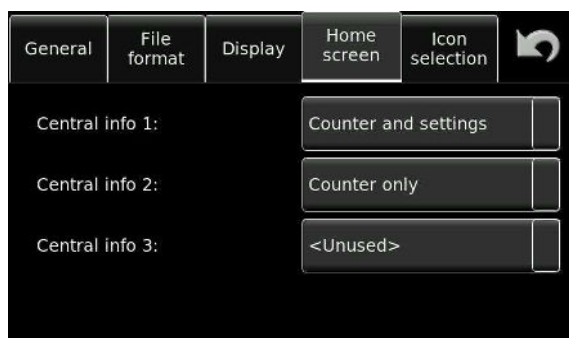 General
File
format
Display
Home
screen
Icon
selection
Central info 1:
Counter and settings
Central info 2:
Counter only
Central info 3:
<Unused>